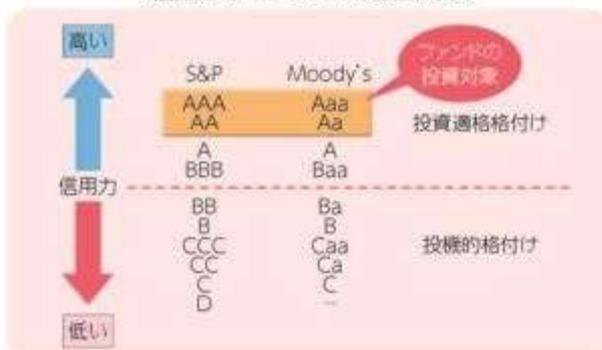 高い
ファンドの
投資対象
S&P Moody's
AAA Aaa
AA Aa
投資適格格付け
A A
BBB Baa
信用力
BB Ba
B B
CCC Caa
投機的格付け
CC Ca
C C
D −
低い